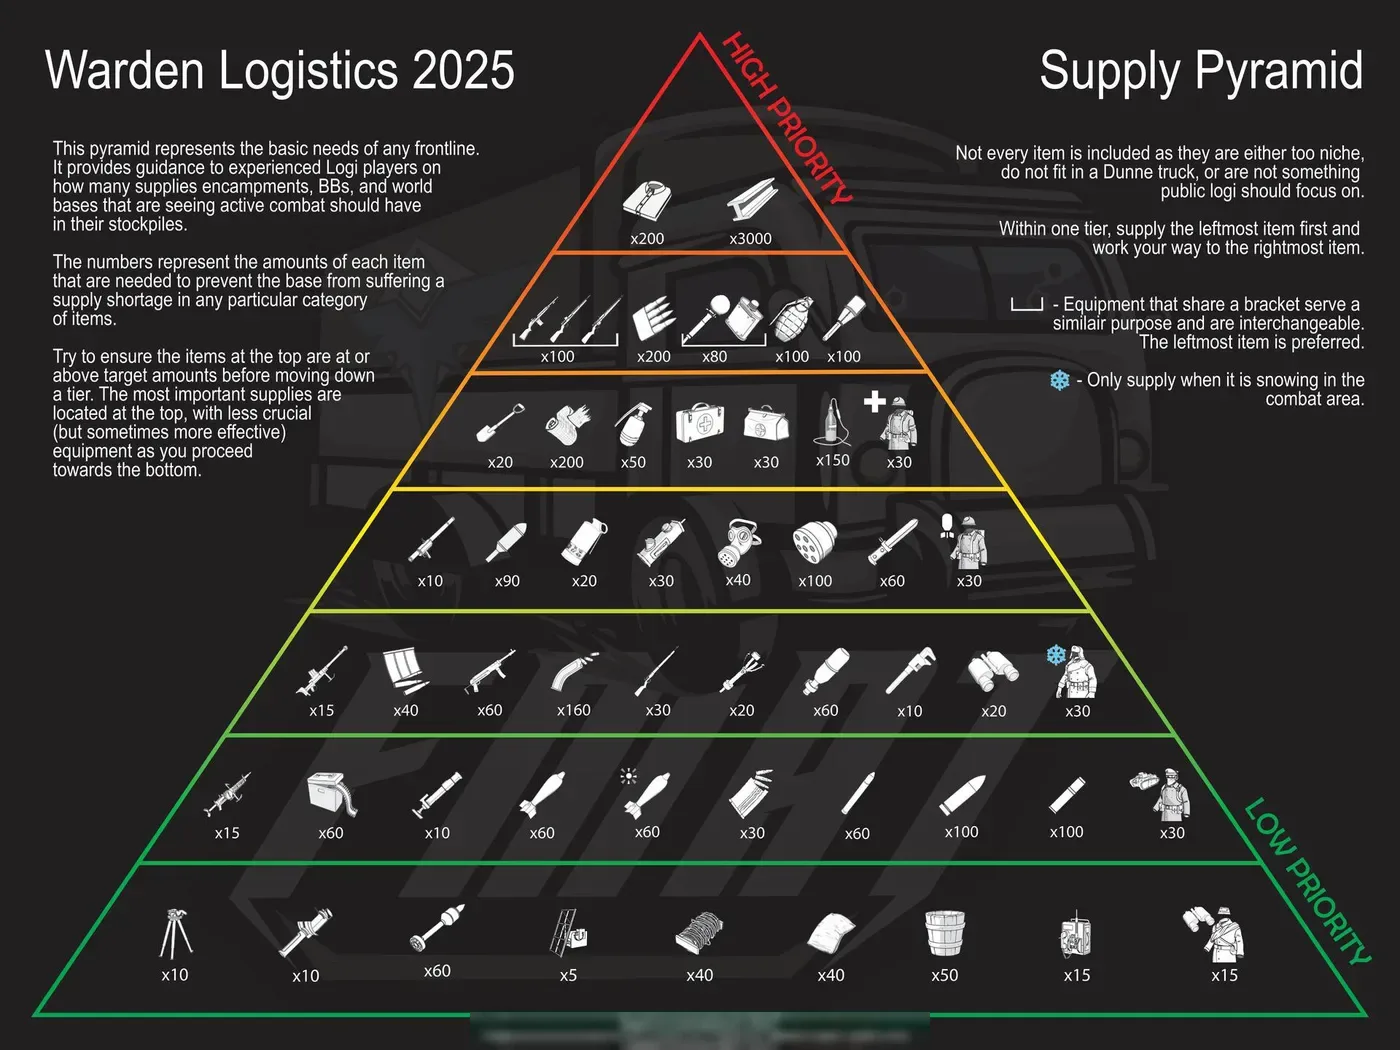 Warden Logistics 2025
Supply Pyramid
This pyramid represents the basic needs of any frontline.
It provides guidance to experienced Logi players on
how many supplies encampments, BBs, and world
bases that are seeing active combat should have
in their stockpiles.
The numbers represent the amounts of each item
that are needed to prevent the base from suffering a
supply shortage in any particular category
of items.
Try to ensure the items at the top are at or
above target amounts before moving down
a tier. The most important supplies are
located at the top, with less crucial
(but sometimes more effective)
equipment as you proceed
towards the bottom.
Not every item is included as they are either too niche,
do not fit in a Dunne truck, or are not something
public logi should focus on.
Within one tier, supply the leftmost item first and
work your way to the rightmost item.
- Equipment that share a bracket serve a
similair purpose and are interchangeable.
The leftmost item is preferred.
- Only supply when it is snowing in the
combat area.
HIGH PRIORITY
x200 x3000
x100 x200 x80 x100 x100
x20 x200 x50 x30 x30 x150 x30
x10 x90 x20 x30 x40 x100 x60 x30
x15 x40 x60 x160 x30 x20 x60 x10 x20 x30
x15 x60 x10 x60 x60 x30 x60 x100 x100 x30
LOW PRIORITY
x10 x10 x60 x5 x40 x40 x50 x15 x15
FMAT